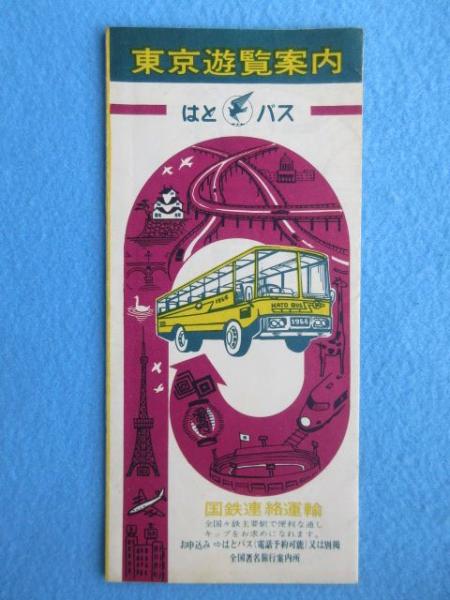 東京遊覧案内
はと バス
1964
HATO BUS
1964
国鉄連絡運輸
全国々鉄主要駅で便利な通し
キップをお求めになれます。
お申込み⇨はとバス(電話予約可能)又は別掲
全国著名旅行案内所